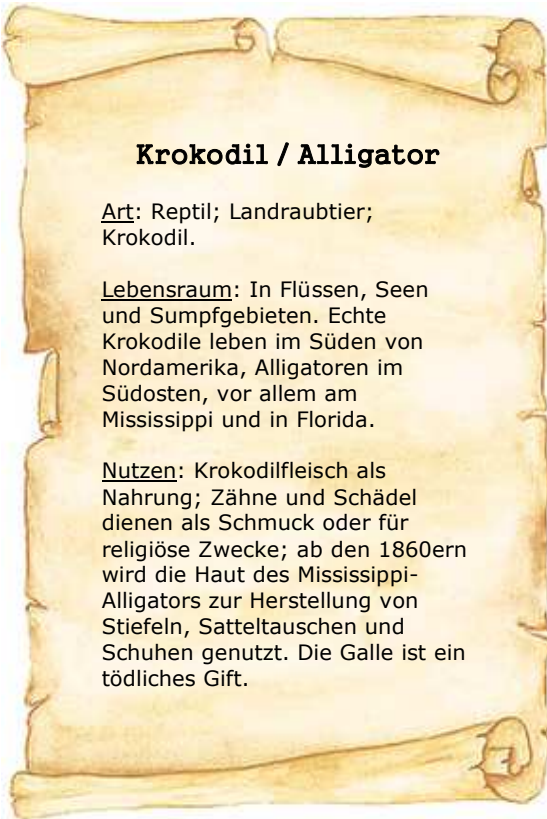 Krokodil / Alligator
Art: Reptil; Landraubtier;
Krokodil.
Lebensraum: In Flüssen, Seen
und Sumpfgebieten. Echte
Krokodile leben im Süden von
Nordamerika, Alligatoren im
Südosten, vor allem am
Mississippi und in Florida.
Nutzen: Krokodilfleisch als
Nahrung; Zähne und Schädel
dienen als Schmuck oder für
religiöse Zwecke; ab den 1860ern
wird die Haut des Mississippi-
Alligators zur Herstellung von
Stiefeln, Satteltauschen und
Schuhen genutzt. Die Galle ist ein
tödliches Gift.